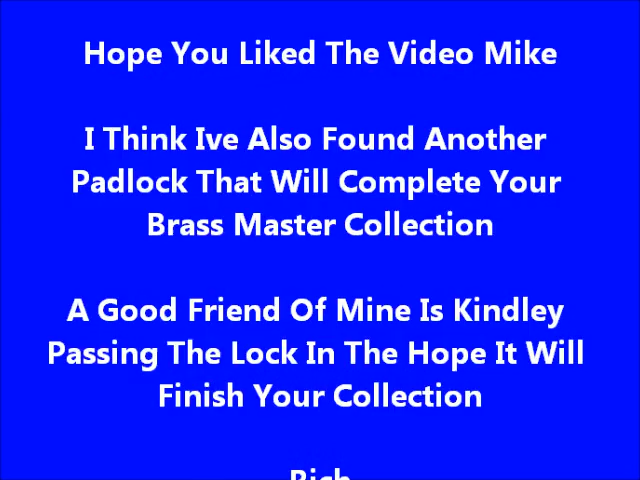 Hope You Liked The Video Mike
I Think Ive Also Found Another
Padlock That Will Complete Your
Brass Master Collection
A Good Friend Of Mine Is Kindley
Passing The Lock In The Hope It Will
Finish Your Collection
Rich